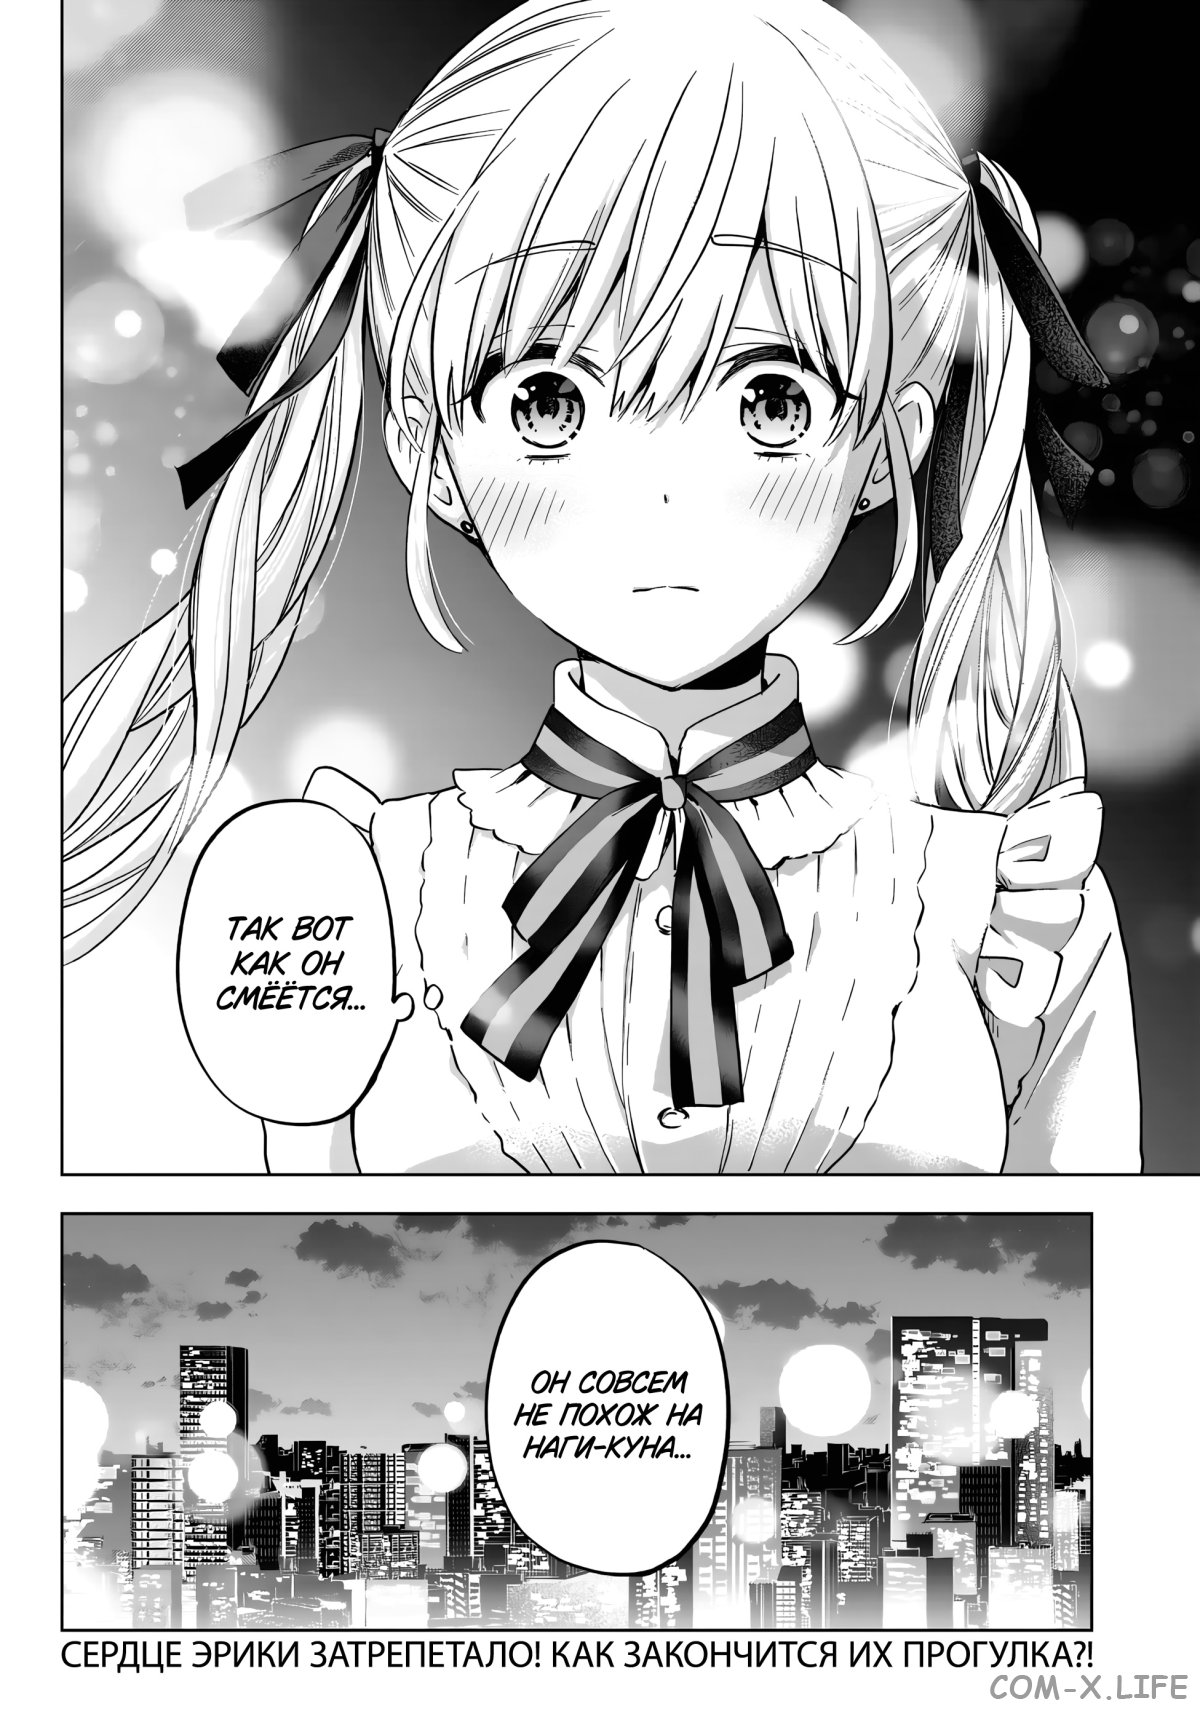 ТАК ВОТ
КАК ОН
СМЕЁТСЯ...
ОН СОВСЕМ
НЕ ПОХОЖ НА
НАГИ-КУНА...
СЕРДЦЕ ЭРИКИ ЗАТРЕПЕТАЛО! КАК ЗАКОНЧИТСЯ ИХ ПРОГУЛКА?!
COM-X.LIFE